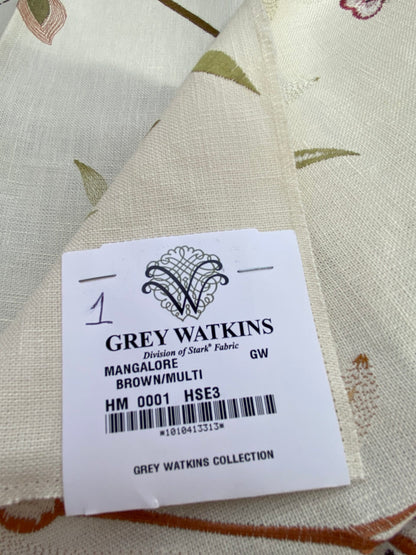 1
W
GREY WATKINS
Division of Stark® Fabric
MANGALORE GW
BROWN/MULTI
HM 0001 HSE3
*1010413313*
GREY WATKINS COLLECTION